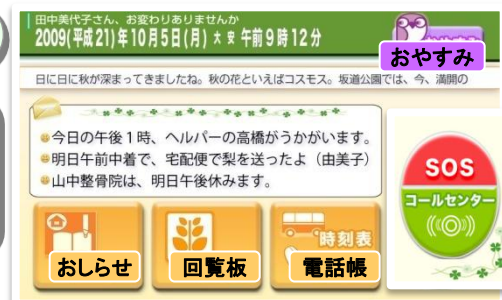 田中美代子さん、お変わりありませんか
2009(平成21)年10月5日(月) 大安 午前9時12分
おやすみ
日に日に秋が深まってきましたね。秋の花といえばコスモス。坂道公園では、今、満開の
今日の午後1時、ヘルパーの高橋がうかがいます。
明日午前中着で、宅配便で梨を送ったよ（由美子）
山中整骨院は、明日午後休みます。
SOS
コールセンター
時刻表
おしらせ
回覧板
電話帳